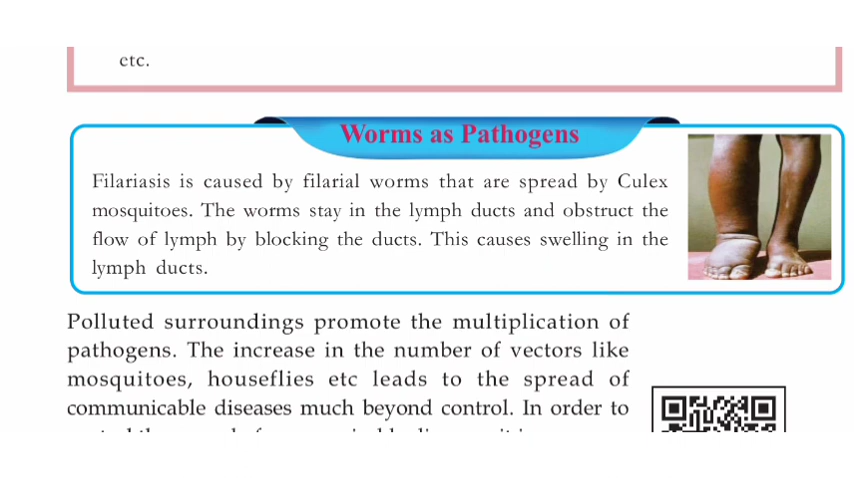 etc.
Worms as Pathogens
Filariasis is caused by filarial worms that are spread by Culex
mosquitoes. The worms stay in the lymph ducts and obstruct the
flow of lymph by blocking the ducts. This causes swelling in the
lymph ducts.
Polluted surroundings promote the multiplication of
pathogens. The increase in the number of vectors like
mosquitoes, houseflies etc leads to the spread of
communicable diseases much beyond control. In order to